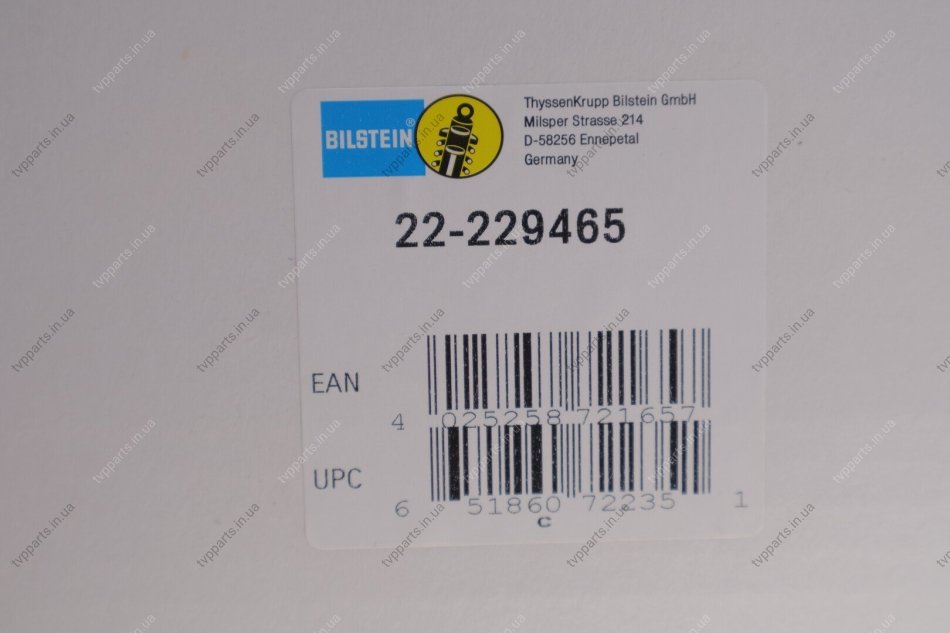 BILSTEIN®
ThyssenKrupp Bilstein GmbH
Milsper Strasse 214
D-58256 Ennepetal
Germany
22-229465
EAN
4 025258 721657
UPC
6 51860 72235 1
C
tvpparts.in.ua